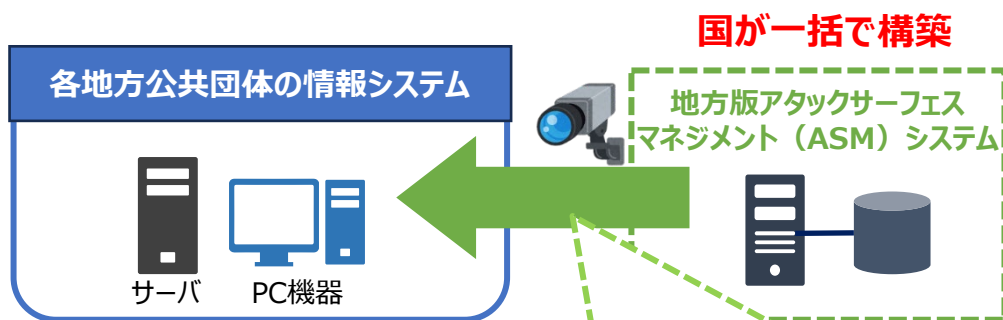 国が一括で構築
各地方公共団体の情報システム
地方版アタックサーフェス
マネジメント（ASM）システム
サーバ
PC機器